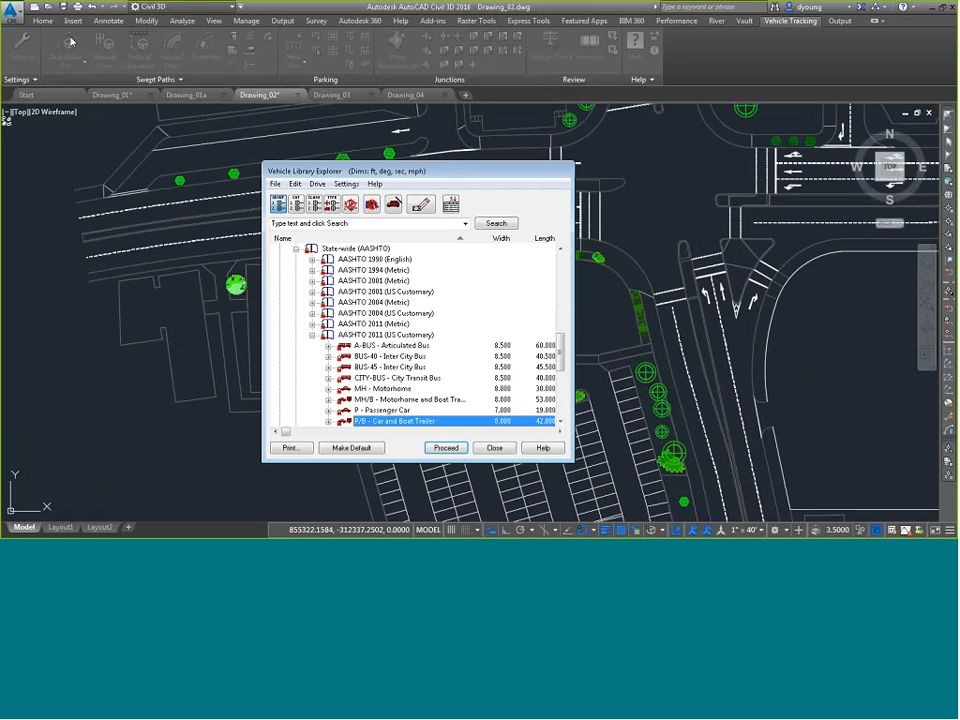 Civil 3D
Autodesk AutoCAD Civil 3D 2016 Drawing_02.dwg
Type a keyword or phrase
dyoung
Home Insert Annotate Modify Analyze View Manage Output Survey Autodesk 360 Help Add-ins Raster Tools Express Tools Featured Apps BIM 360 Performance River Vault Vehicle Tracking Output
Settings Swept Paths Parking Junctions Review Help
Start Drawing_01* Drawing_01a Drawing_02* Drawing_03 Drawing_04
[-][Top][2D Wireframe]
N
W TOP E
S
Vehicle Library Explorer (Dims: ft, deg, sec, mph)
File Edit Drive Settings Help
Type text and click Search
Search
Name Width Length
State-wide (AASHTO)
AASHTO 1990 (English)
AASHTO 1994 (Metric)
AASHTO 2001 (Metric)
AASHTO 2001 (US Customary)
AASHTO 2004 (Metric)
AASHTO 2004 (US Customary)
AASHTO 2011 (Metric)
AASHTO 2011 (US Customary)
A-BUS - Articulated Bus 8.500 60.000
BUS-40 - Inter City Bus 8.500 40.500
BUS-45 - Inter City Bus 8.500 45.500
CITY-BUS - City Transit Bus 8.500 40.000
MH - Motorhome 8.000 30.000
MH/B - Motorhome and Boat Tra... 8.000 53.000
P - Passenger Car 7.000 19.000
P/B - Car and Boat Trailer 8.000 42.000
Print... Make Default Proceed Close Help
Y
X
Model Layout1 Layout2 +
855322.1584, -312337.2502, 0.0000 MODEL 1" = 40' 3.5000